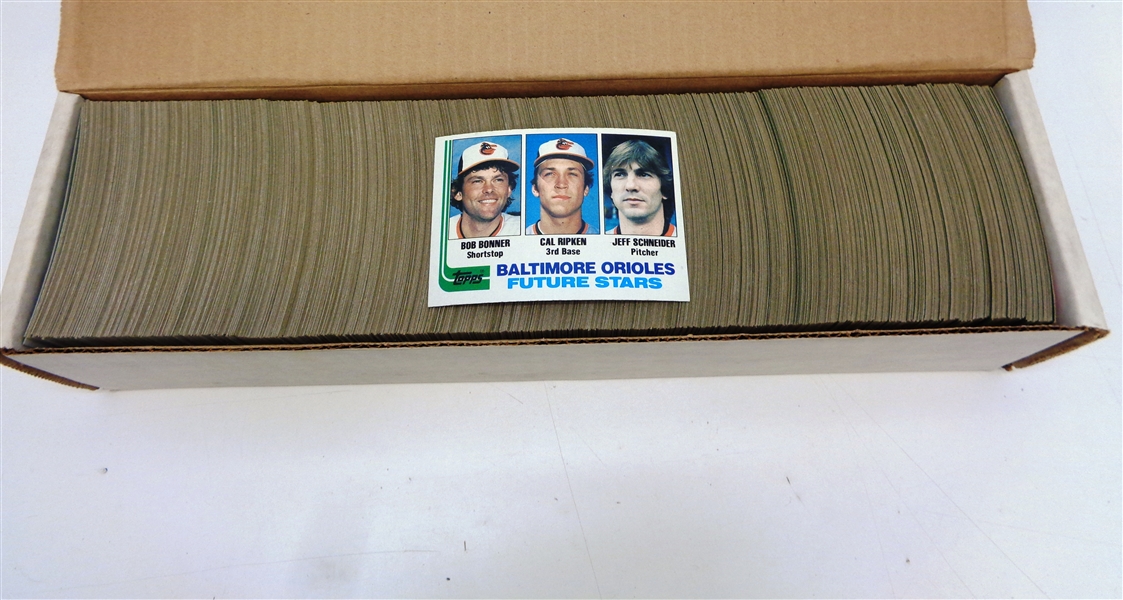 BOB BONNER
Shortstop
CAL RIPKEN
3rd Base
JEFF SCHNEIDER
Pitcher
topps
BALTIMORE ORIOLES
FUTURE STARS